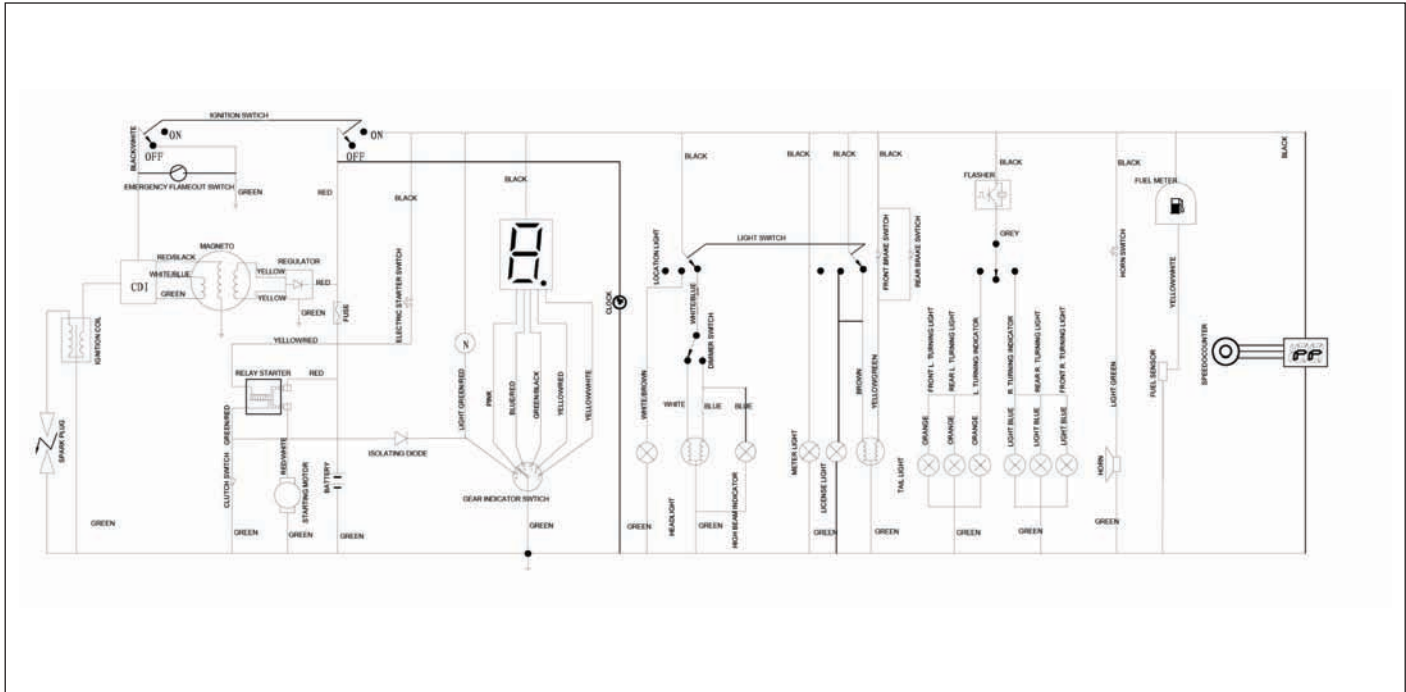 IGNITION SWTICH
ON
OFF
ON
OFF
BLACK/WHITE
EMERGENCY FLAMEOUT SWITCH
GREEN
RED
BLACK
BLACK
BLACK
BLACK
BLACK
BLACK
BLACK
BLACK
BLACK
FLASHER
FUEL METER
MAGNETO
RED/BLACK
WHITE/BLUE
GREEN
CDI
YELLOW
YELLOW
REGULATOR
RED
GREEN
FUSE
ELECTRIC STARTER SWITCH
CLOCK
LOCATION LIGHT
LIGHT SWITCH
FRONT BRAKE SWITCH
REAR BRAKE SWTICH
GREY
HORN SWITCH
YELLOW/WHITE
IGNITION COIL
YELLOW/RED
N
WHITE/BLUE
DIMMER SWITCH
RELAY STARTER
RED
LIGHT GREEN/RED
PINK
BLUE/RED
GREEN/BLACK
YELLOW/RED
YELLOW/WHITE
WHITE/BROWN
WHITE
BLUE
BLUE
BROWN
YELLOW/GREEN
FRONT L. TURNING LIGHT
REAR L. TURNING LIGHT
L. TURNING INDICATOR
R. TURNING INDICATOR
REAR R. TURNING LIGHT
FRONT R. TURNING LIGHT
LIGHT GREEN
FUEL SENSOR
SPEEDOCOUNTER
SPARK PLUG
GREEN/RED
CLUTCH SWITCH
RED/WHITE
STARTING MOTOR
BATTERY
ISOLATING DIODE
GEAR INDICATOR SWTICH
METER LIGHT
LICENSE LIGHT
TAIL LIGHT
ORANGE
ORANGE
ORANGE
LIGHT BLUE
LIGHT BLUE
LIGHT BLUE
HORN
HEADLIGHT
HIGH BEAM INDICATOR
GREEN
GREEN
GREEN
GREEN
GREEN
GREEN
GREEN
GREEN
GREEN
GREEN
GREEN
GREEN